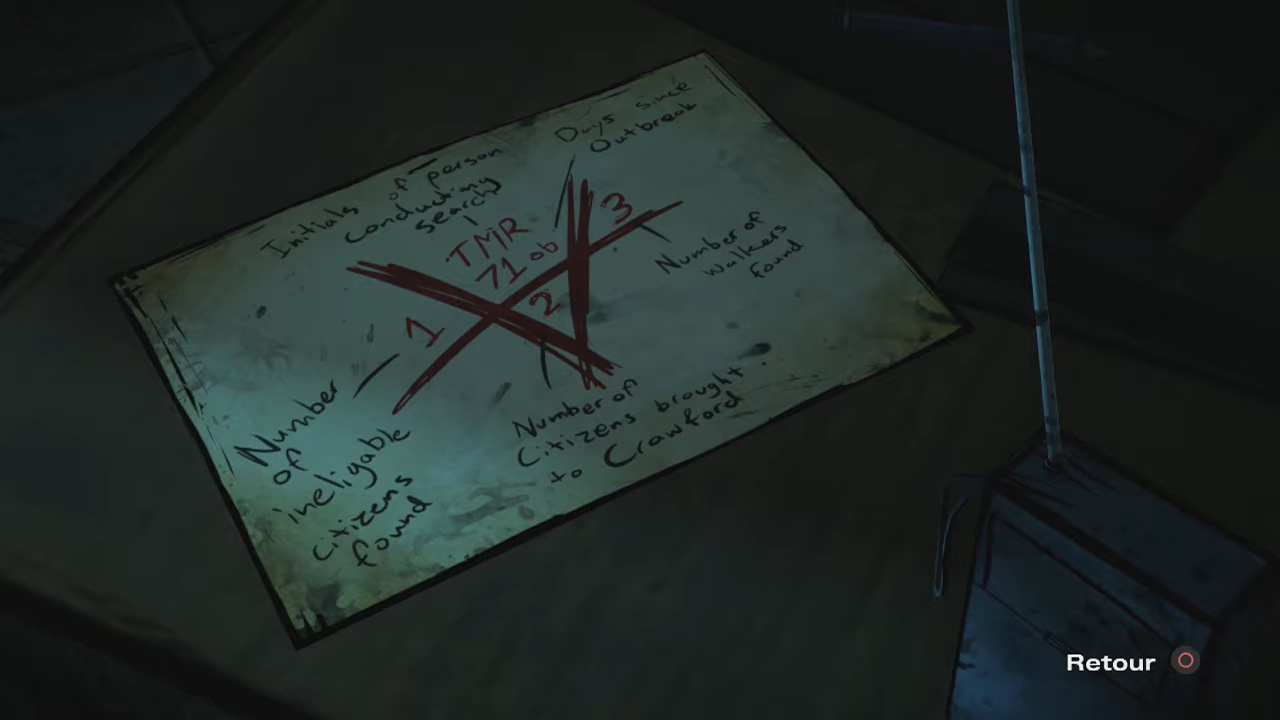 Days since
Outbreak
Initials of person
conducting
search
TMR
71 ob
3
Number of
walkers
found
1
2
Number
of
ineligable
citizens
found
Number of
Citizens brought
to Crawford
Retour